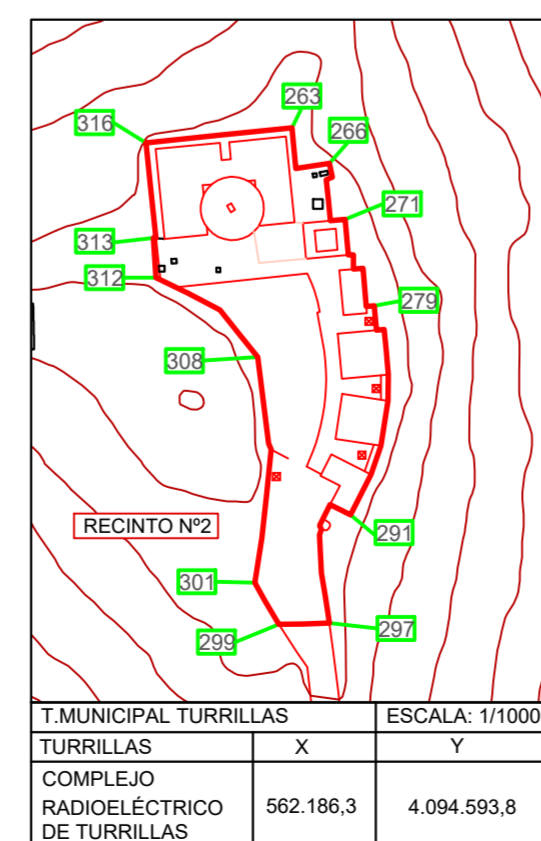 263
316
266
271
313
312
279
308
RECINTO Nº2
291
301
299
297
T.MUNICIPAL TURRILLAS ESCALA: 1/1000
TURRILLAS X Y
COMPLEJO
RADIOELÉCTRICO 562.186,3 4.094.593,8
DE TURRILLAS